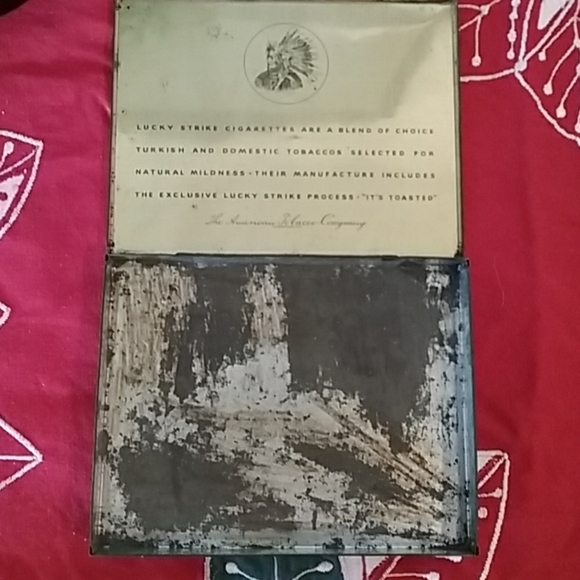 LUCKY STRIKE CIGARETTES ARE A BLEND OF CHOICE
TURKISH AND DOMESTIC TOBACCOS SELECTED FOR
NATURAL MILDNESS-THEIR MANUFACTURE INCLUDES
THE EXCLUSIVE LUCKY STRIKE PROCESS-"IT'S TOASTED"
The American Tobacco Company